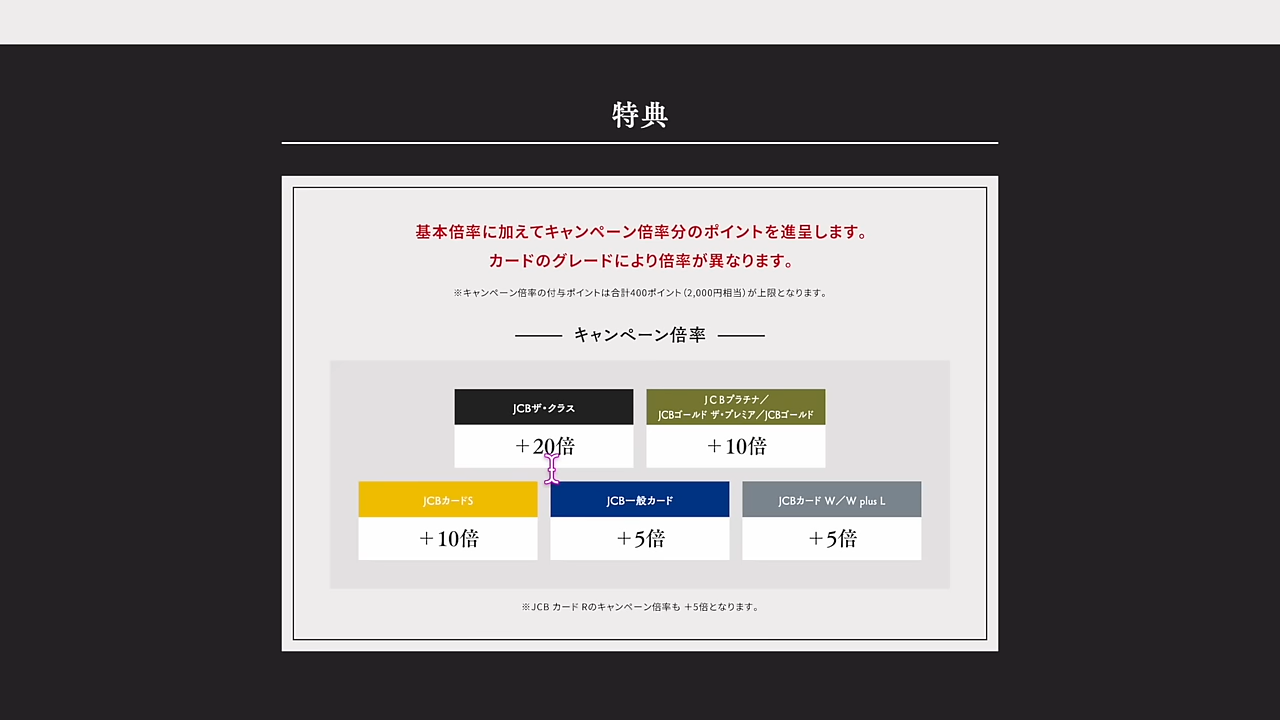 特典
基本倍率に加えてキャンペーン倍率分のポイントを進呈します。
カードのグレードにより倍率が異なります。
※キャンペーン倍率の付与ポイントは合計400ポイント（2,000円相当）が上限となります。
キャンペーン倍率
JCBザ・クラス
＋20倍
JCBプラチナ／
JCBゴールド ザ・プレミア／JCBゴールド
＋10倍
JCBカードS
＋10倍
JCB一般カード
＋5倍
JCBカード W／W plus L
＋5倍
※JCB カード Rのキャンペーン倍率も ＋5倍となります。